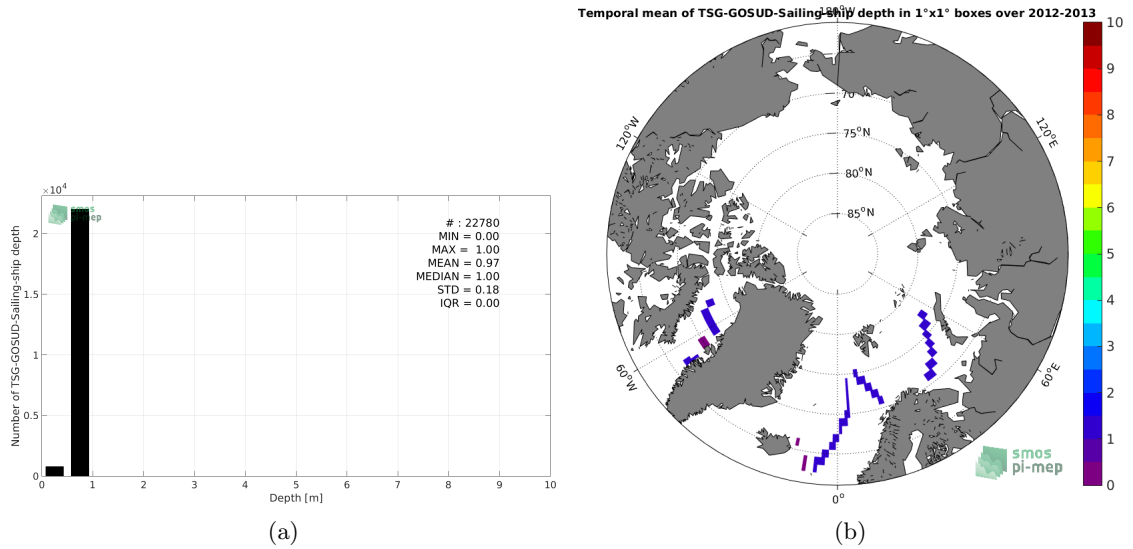 Temporal mean of TSG-GOSUD-Sailing-ship depth in 1°x1° boxes over 2012-2013
×10⁴
smos
pi-mep
# : 22780
MIN = 0.00
MAX = 1.00
MEAN = 0.97
MEDIAN = 1.00
STD = 0.18
IQR = 0.00
Number of TSG-GOSUD-Sailing-ship depth
2
1.5
1
0.5
0
0 1 2 3 4 5 6 7 8 9 10
Depth [m]
(a)
180°W
120°W
120°E
60°W
60°E
0°
70
75°N
80°N
85°N
smos
pi-mep
10
9
8
7
6
5
4
3
2
1
0
(b)